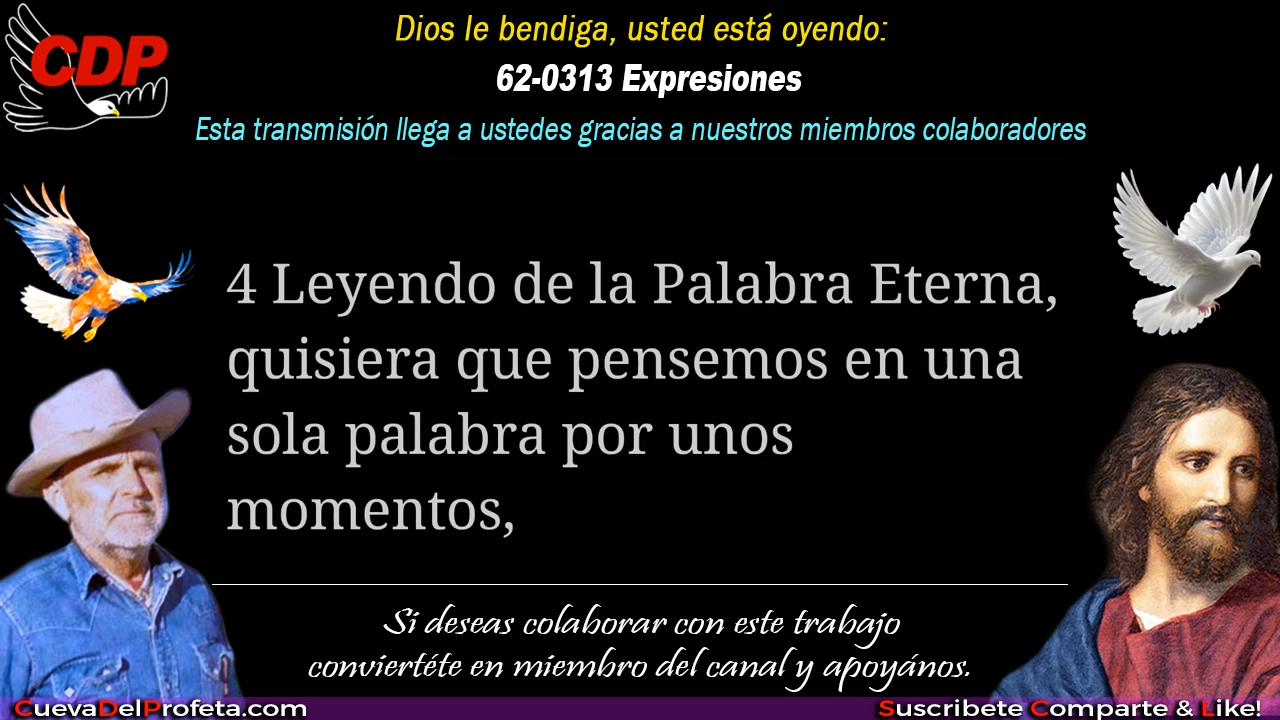 CDP
Dios le bendiga, usted está oyendo:
62-0313 Expresiones
Esta transmisión llega a ustedes gracias a nuestros miembros colaboradores
4 Leyendo de la Palabra Eterna,
quisiera que pensemos en una
sola palabra por unos
momentos,
Si deseas colaborar con este trabajo
conviertéte en miembro del canal y apoyános.
CuevaDelProfeta.com
Suscribete Comparte & Like!